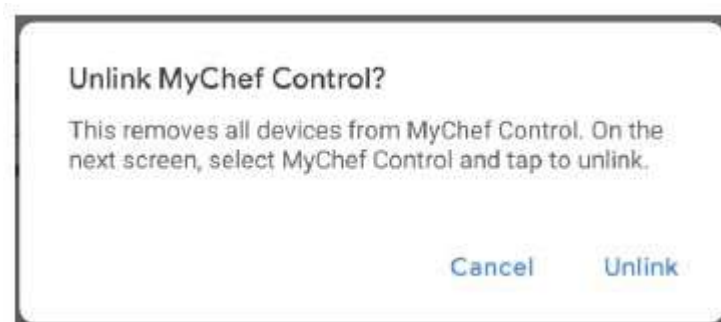 Unlink MyChef Control?
This removes all devices from MyChef Control. On the
next screen, select MyChef Control and tap to unlink.
Cancel Unlink